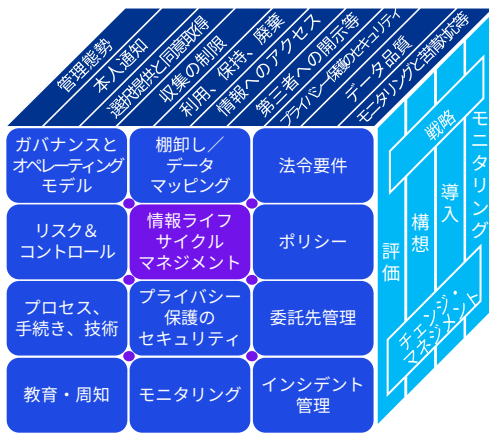 管理態勢
本人通知
選択提供と同意取得
収集の制限
利用、保持、廃棄
情報へのアクセス
第三者への開示等
プライバシー保護のセキュリティ
データ品質
モニタリングと苦情対応等
ガバナンスと
オペレーティング
モデル
棚卸し／
データ
マッピング
法令要件
リスク＆
コントロール
情報ライフ
サイクル
マネジメント
ポリシー
プロセス、
手続き、技術
プライバシー
保護の
セキュリティ
委託先管理
教育・周知
モニタリング
インシデント
管理
戦略
評価
構想
導入
モニタリング
チェンジ・
マネジメント